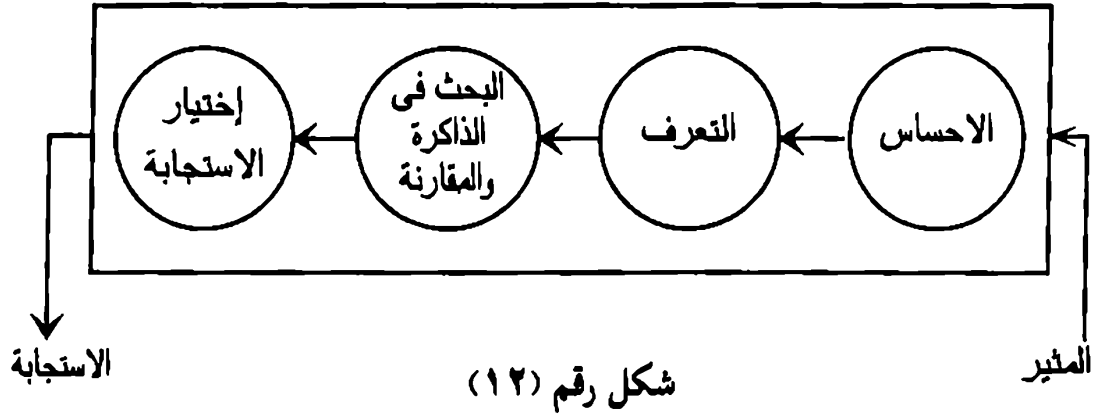 الاحساس
التعرف
البحث فى
الذاكرة
والمقارنة
إختيار
الاستجابة
المثير
الاستجابة
شكل رقم (١٢)